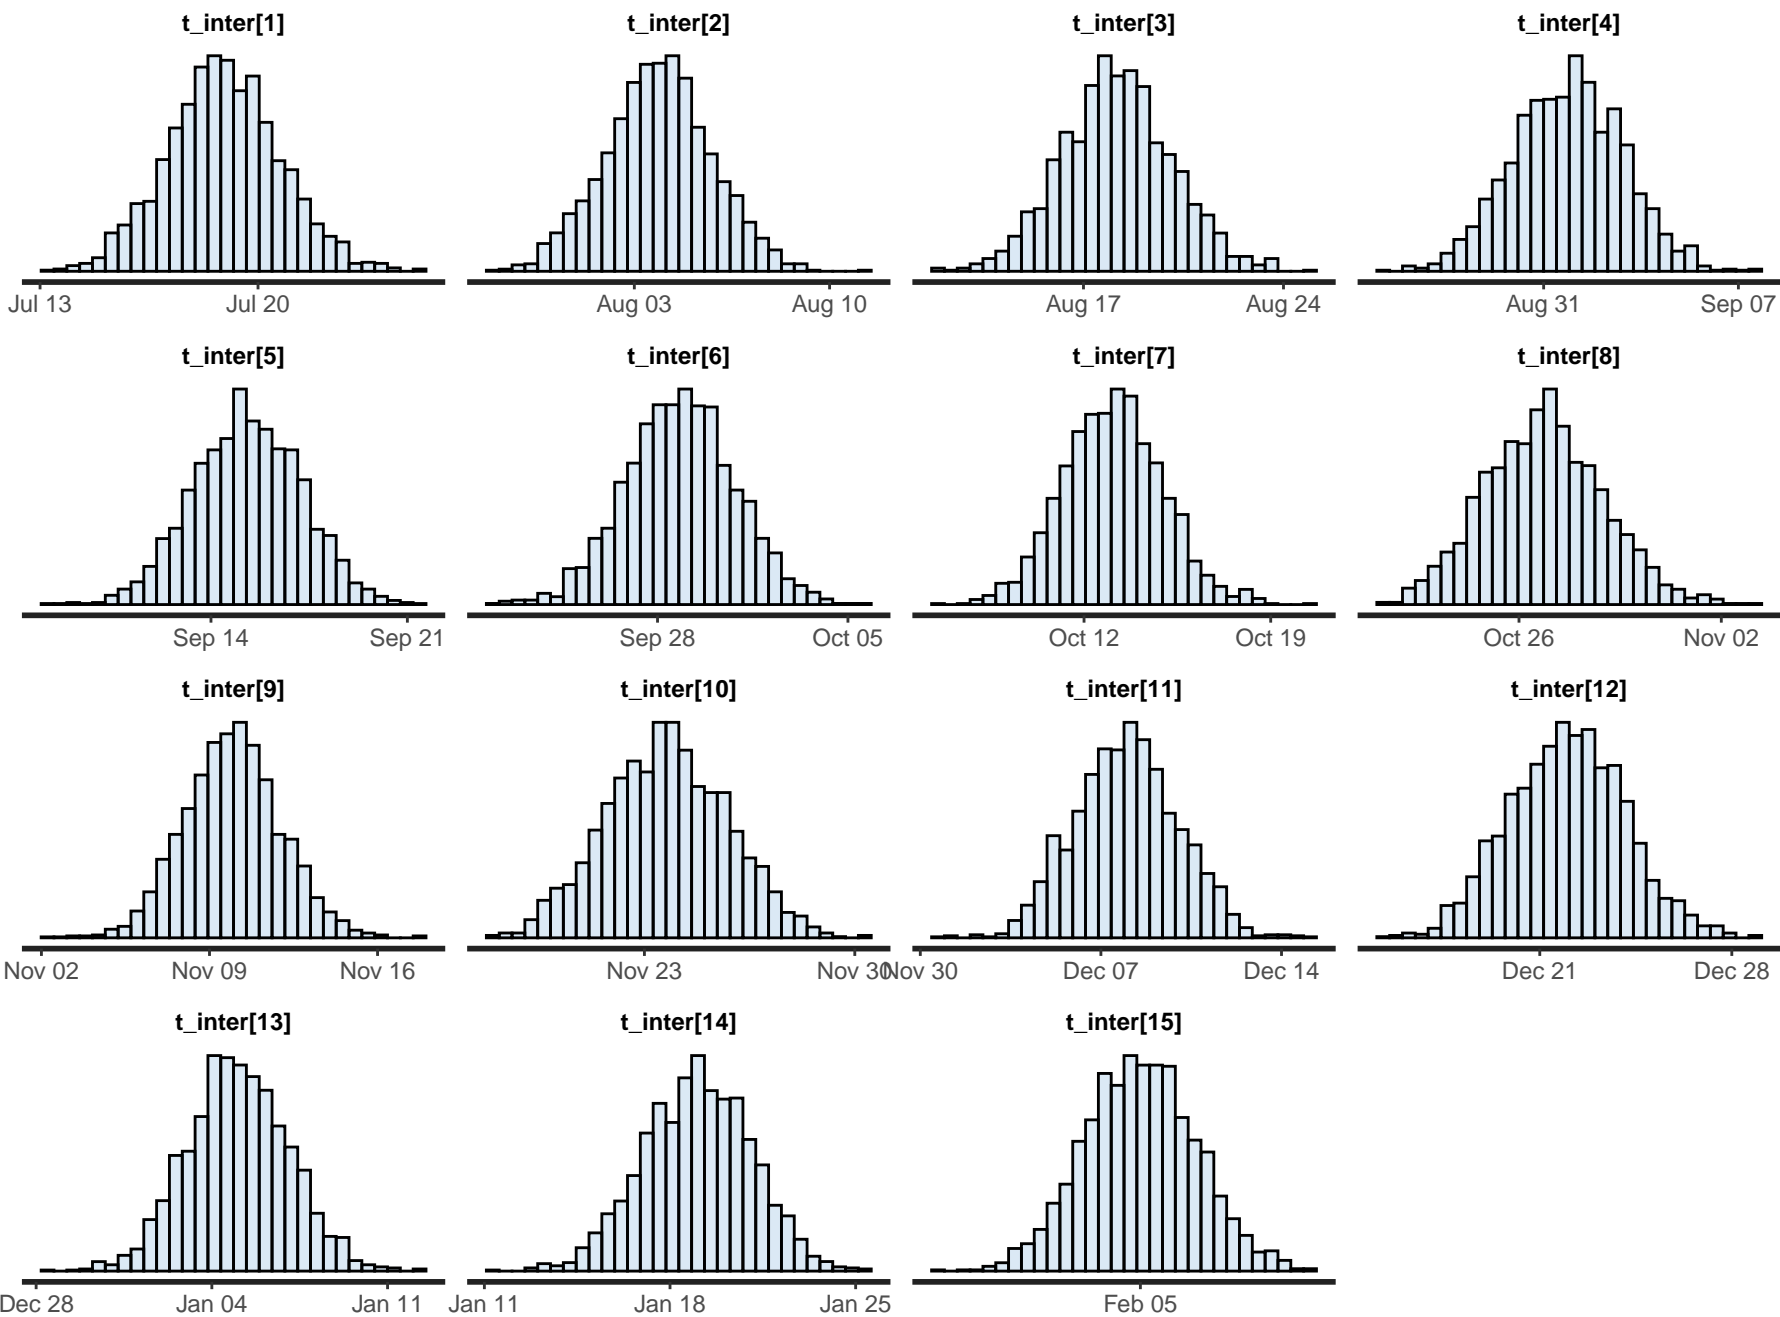 t_inter[1] t_inter[2] t_inter[3] t_inter[4]
Jul 13 Jul 20 Aug 03 Aug 10 Aug 17 Aug 24 Aug 31 Sep 07
t_inter[5] t_inter[6] t_inter[7] t_inter[8]
Sep 14 Sep 21 Sep 28 Oct 05 Oct 12 Oct 19 Oct 26 Nov 02
t_inter[9] t_inter[10] t_inter[11] t_inter[12]
Nov 02 Nov 09 Nov 16 Nov 23 Nov 30 Nov 30 Dec 07 Dec 14 Dec 21 Dec 28
t_inter[13] t_inter[14] t_inter[15]
Dec 28 Jan 04 Jan 11 Jan 11 Jan 18 Jan 25 Feb 05